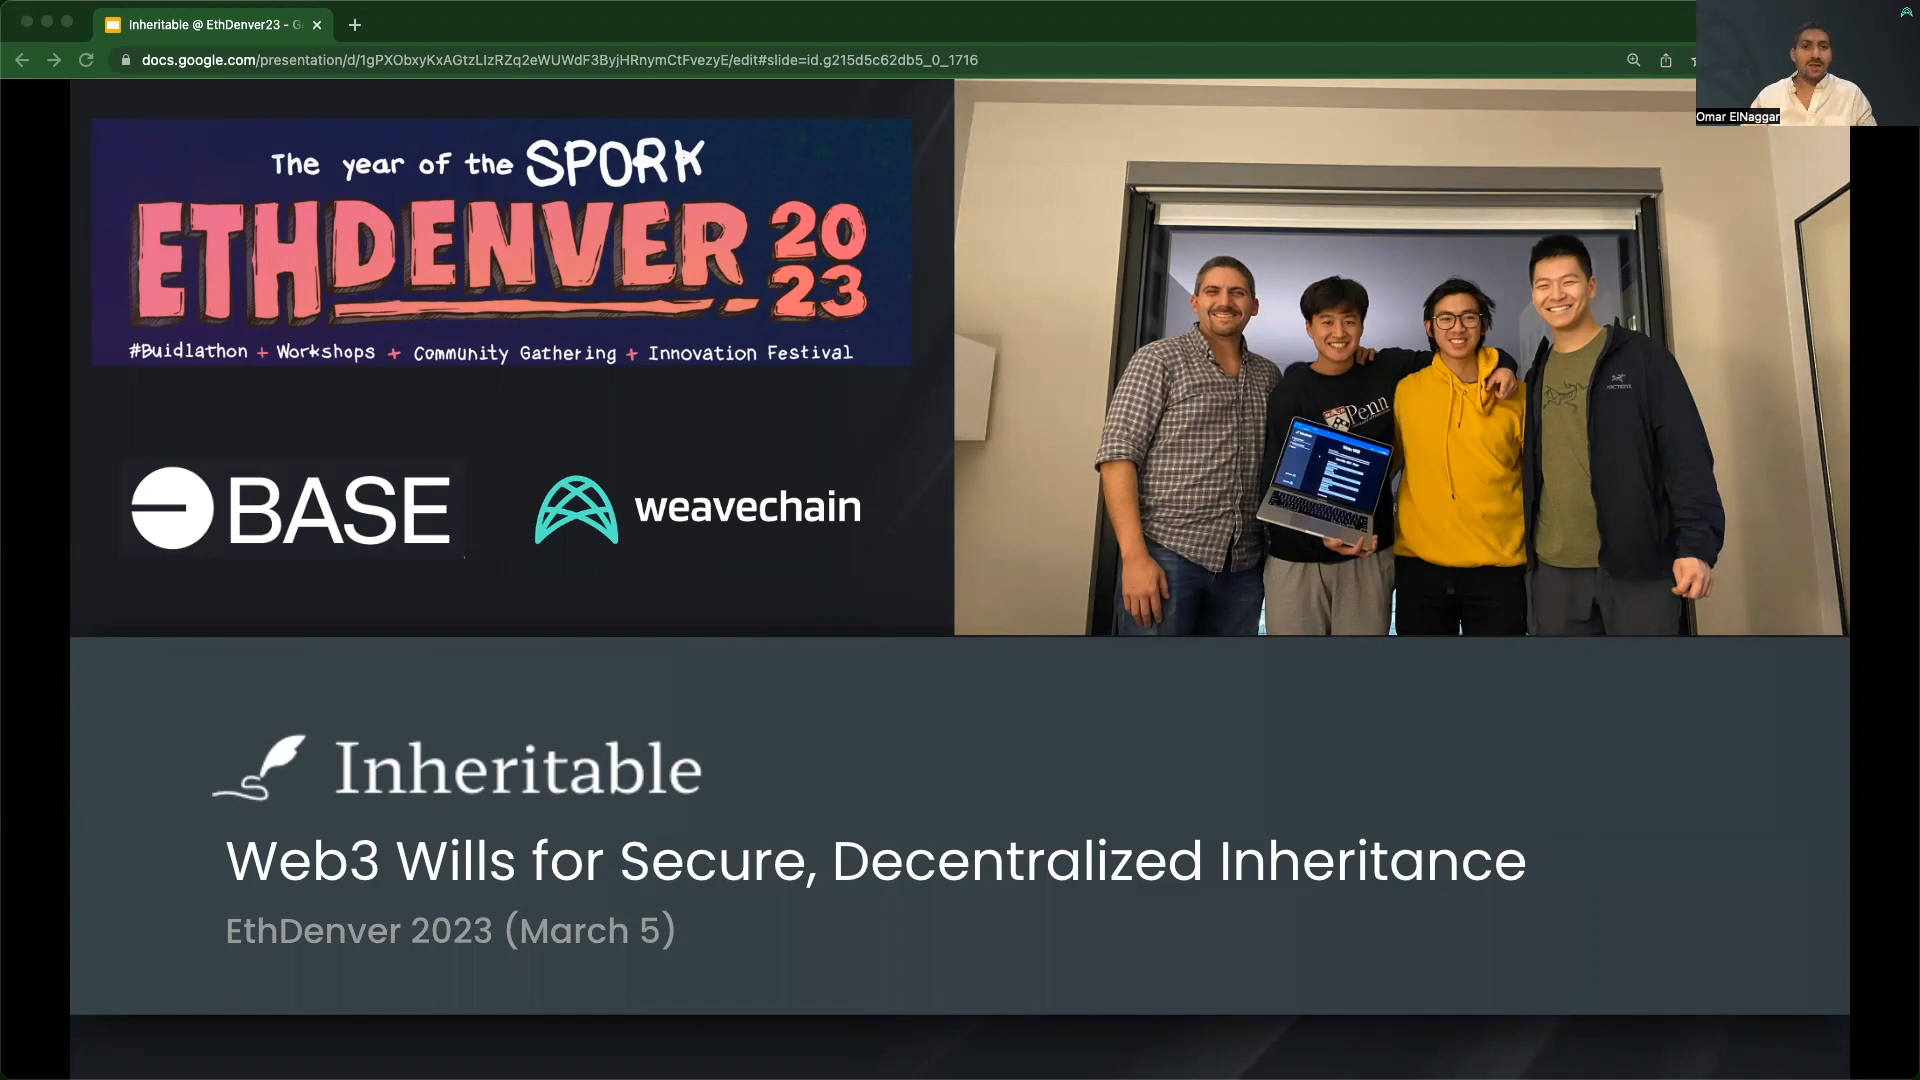 Inheritable @ EthDenver23 - G
docs.google.com/presentation/d/1gPXObxyKxAGtzLIzRZq2eWUWdF3ByjHRnymCtFvezyE/edit#slide=id.g215d5c62db5_0_1716
Omar ElNaggar
The year of the SPORK
ETHDENVER 2023
#Buidlathon + Workshops + Community Gathering + Innovation Festival
BASE
weavechain
Penn
Inheritable
Web3 Wills for Secure, Decentralized Inheritance
EthDenver 2023 (March 5)